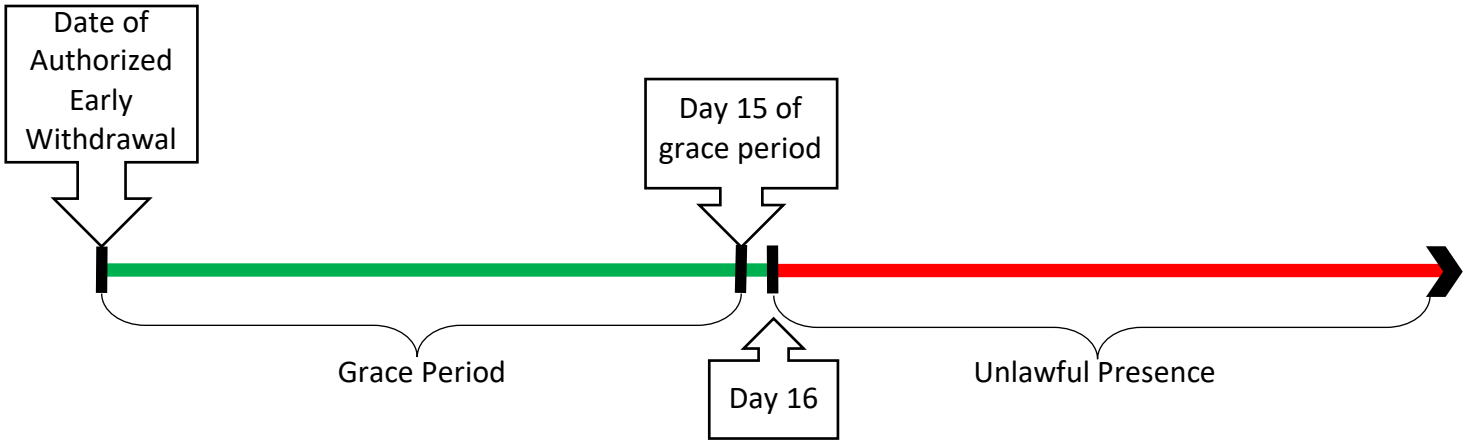 Date of
Authorized
Early
Withdrawal
Day 15 of
grace period
Grace Period
Day 16
Unlawful Presence